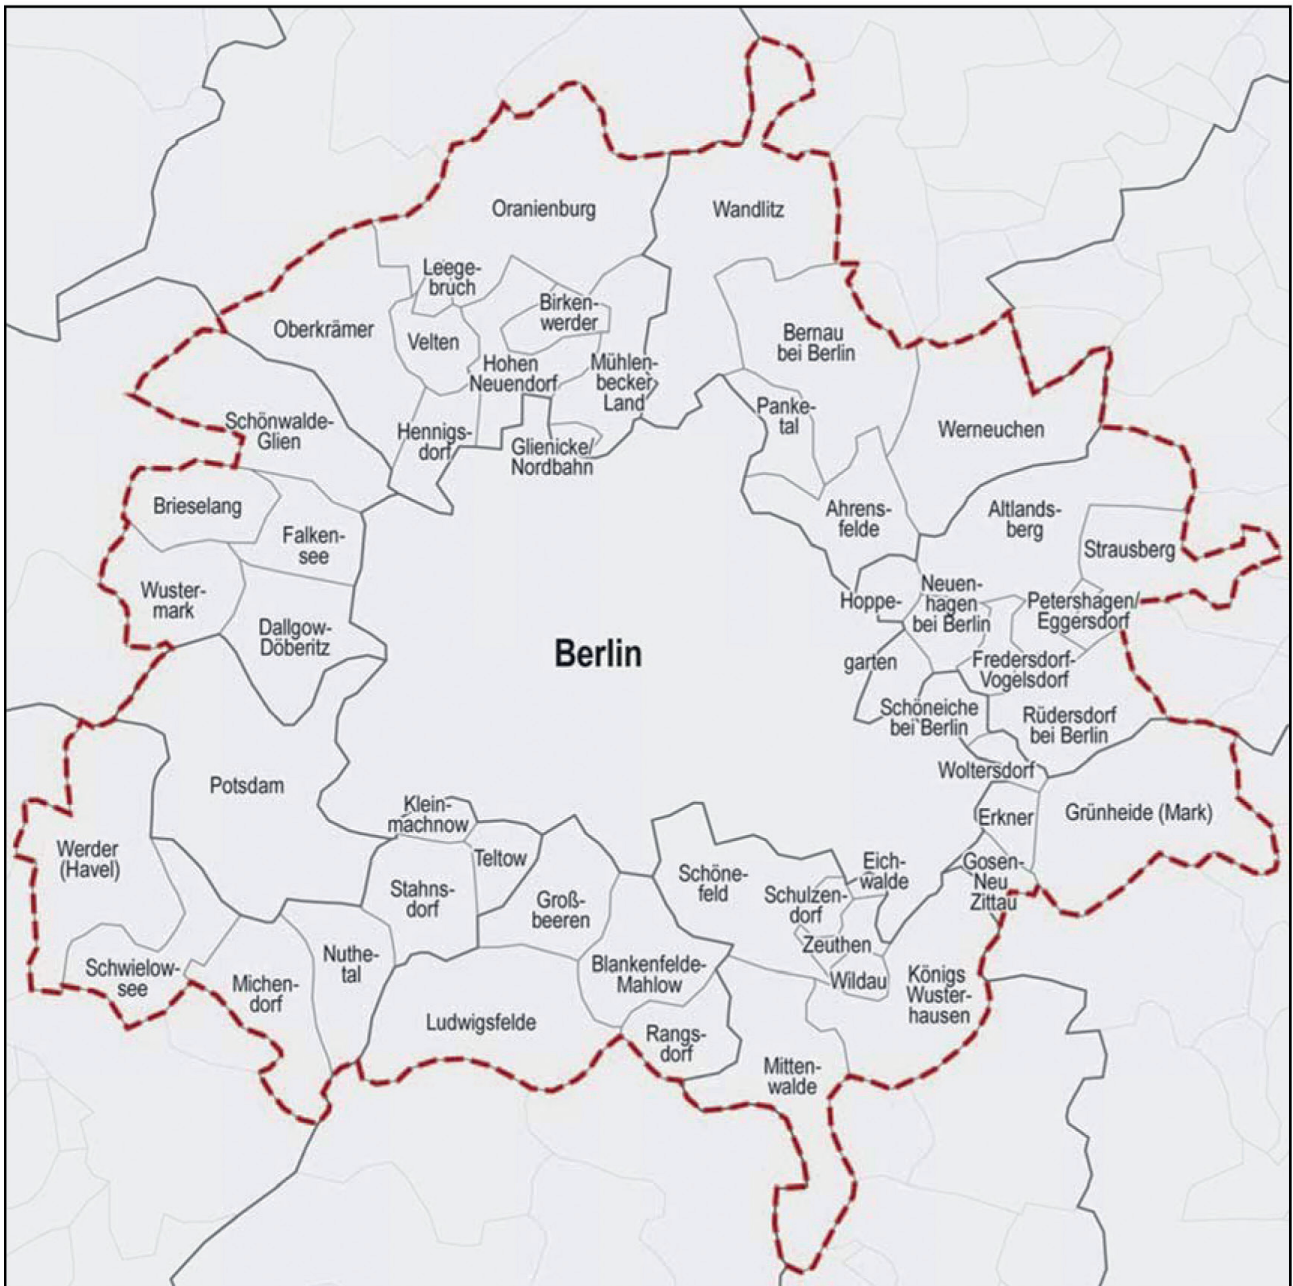 Oranienburg
Wandlitz
Leege-
bruch
Birken-
werder
Oberkrämer
Velten
Bernau
bei Berlin
Hohen
Neuendorf
Mühlen-
becker
Land
Schönwalde-
Glien
Hennigs-
dorf
Glienicke/
Nordbahn
Panke-
tal
Werneuchen
Brieselang
Falken-
see
Ahrens-
felde
Altlands-
berg
Strausberg
Wuster-
mark
Dallgow-
Döberitz
Hoppe-
garten
Neuen-
hagen
bei Berlin
Petershagen/
Eggersdorf
Berlin
Fredersdorf-
Vogelsdorf
Schöneiche
bei Berlin
Rüdersdorf
bei Berlin
Potsdam
Woltersdorf
Klein-
machnow
Erkner
Grünheide (Mark)
Werder
(Havel)
Teltow
Stahns-
dorf
Groß-
beeren
Schöne-
feld
Eich-
walde
Schulzen-
dorf
Gosen-
Neu
Zittau
Zeuthen
Schwielow-
see
Michen-
dorf
Nuthe-
tal
Blankenfelde-
Mahlow
Wildau
Königs
Wuster-
hausen
Ludwigsfelde
Rangs-
dorf
Mitten-
walde